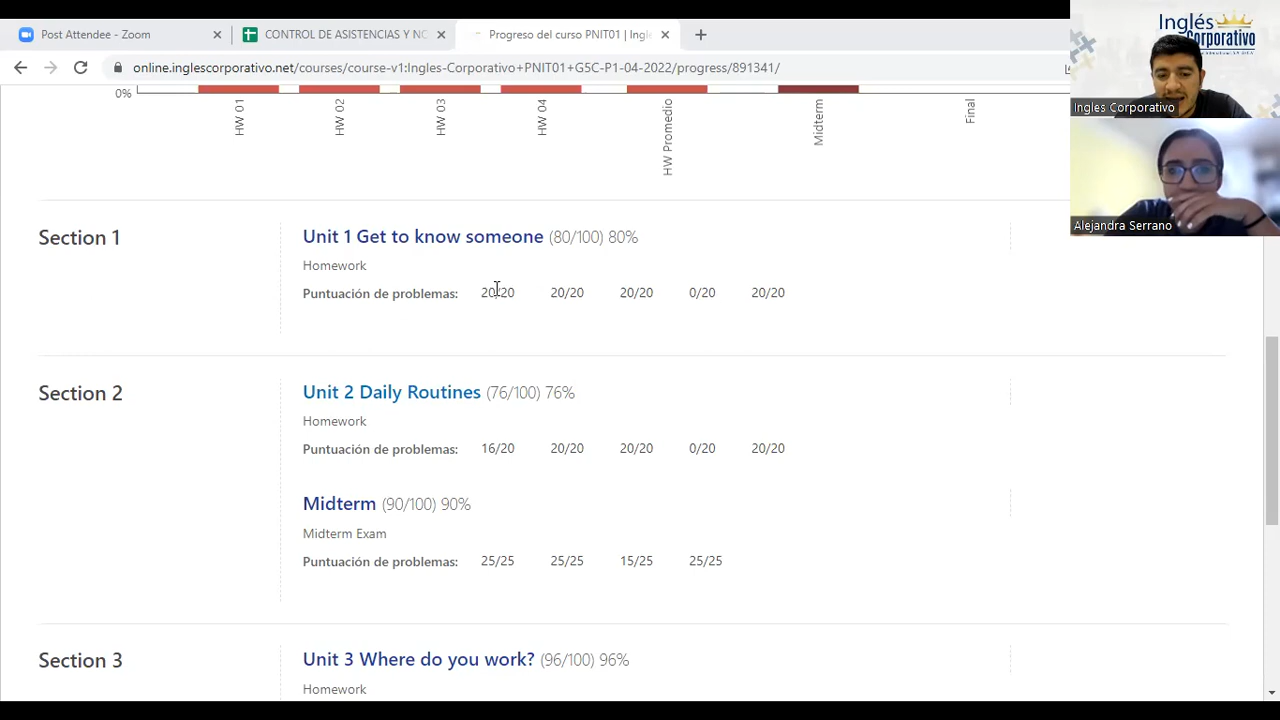 Post Attendee - Zoom
CONTROL DE ASISTENCIAS Y NO
Progreso del curso PNIT01 | Ingl
online.inglescorporativo.net/courses/course-v1:Ingles-Corporativo+PNIT01+G5C-P1-04-2022/progress/891341/
Inglés
Corporativo
Ingles Corporativo
Alejandra Serrano
0%
HW 01
HW 02
HW 03
HW 04
HW Promedio
Midterm
Final
Section 1
Unit 1 Get to know someone (80/100) 80%
Homework
Puntuación de problemas: 20/20 20/20 20/20 0/20 20/20
Section 2
Unit 2 Daily Routines (76/100) 76%
Homework
Puntuación de problemas: 16/20 20/20 20/20 0/20 20/20
Midterm (90/100) 90%
Midterm Exam
Puntuación de problemas: 25/25 25/25 15/25 25/25
Section 3
Unit 3 Where do you work? (96/100) 96%
Homework